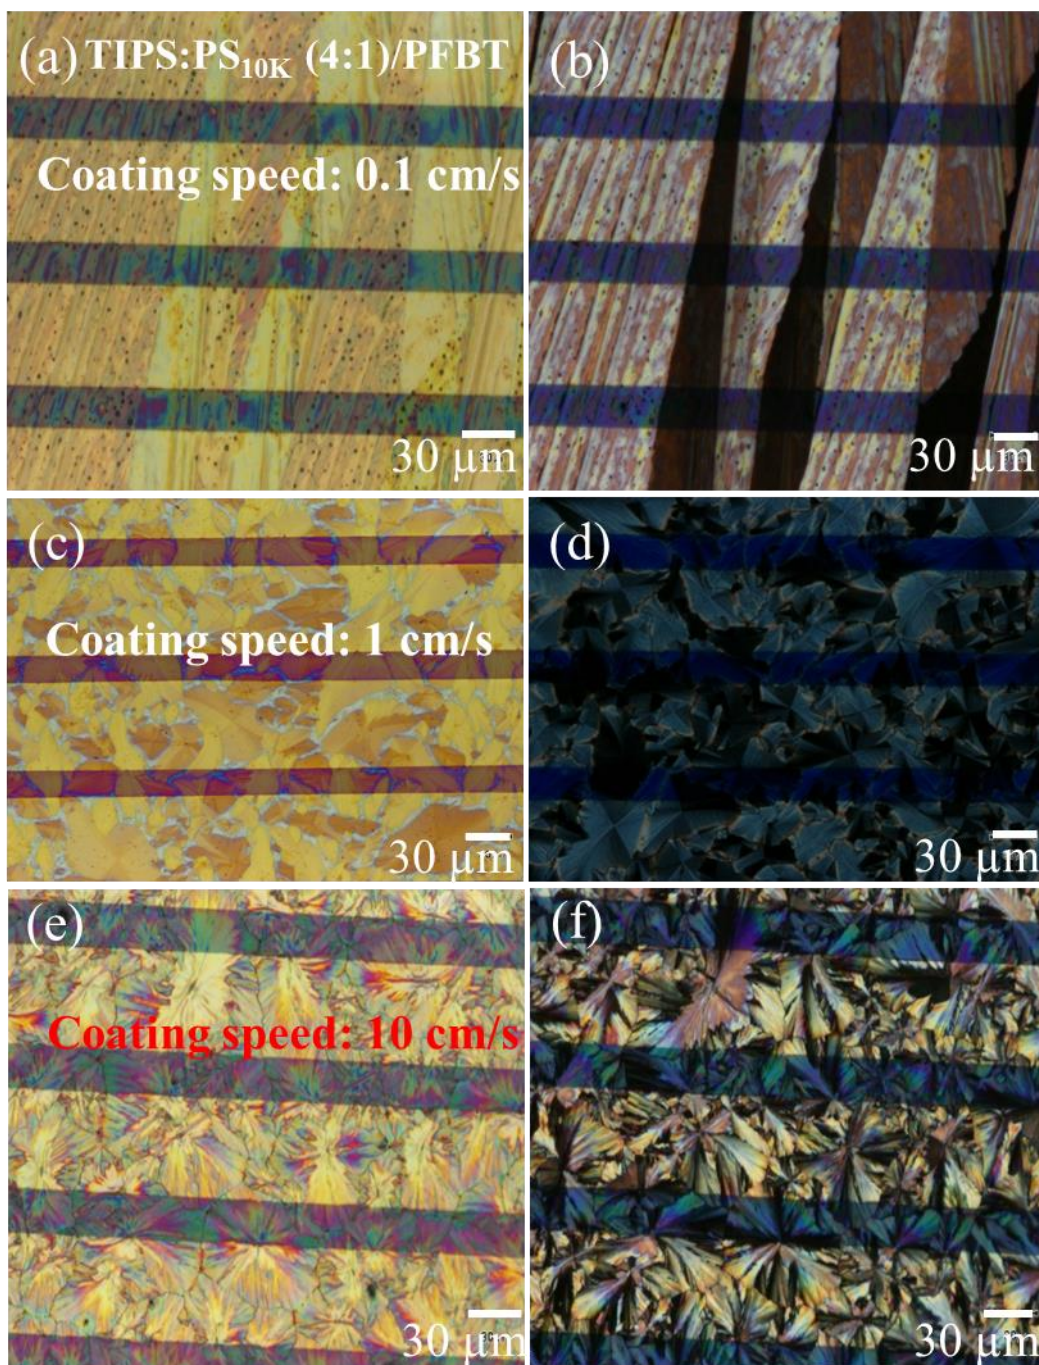 (a) TIPS:PS10K (4:1)/PFBT
(b)
Coating speed: 0.1 cm/s
30 µm
30 µm
(c)
(d)
Coating speed: 1 cm/s
30 µm
30 µm
(e)
(f)
Coating speed: 10 cm/s
30 µm
30 µm